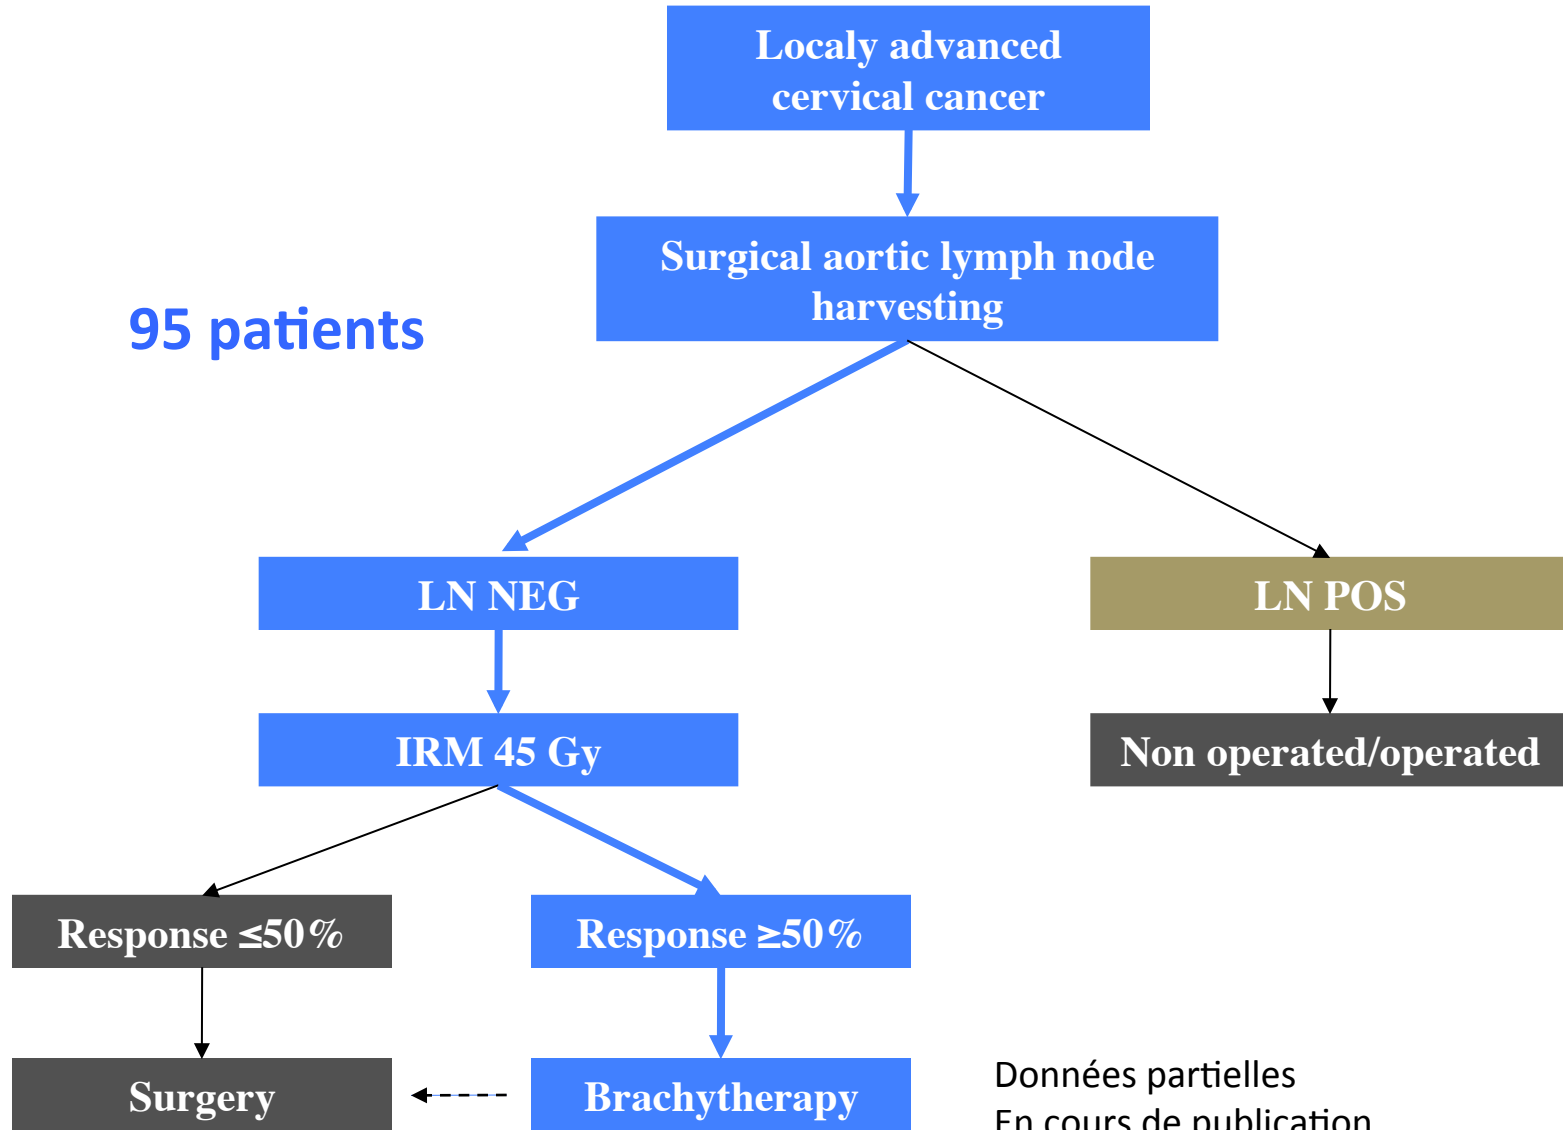 Localy advanced
cervical cancer
Surgical aortic lymph node
harvesting
95 patients
LN NEG
LN POS
IRM 45 Gy
Non operated/operated
Response ≤50%
Response ≥50%
Surgery
Brachytherapy
Données partielles
En cours de publication